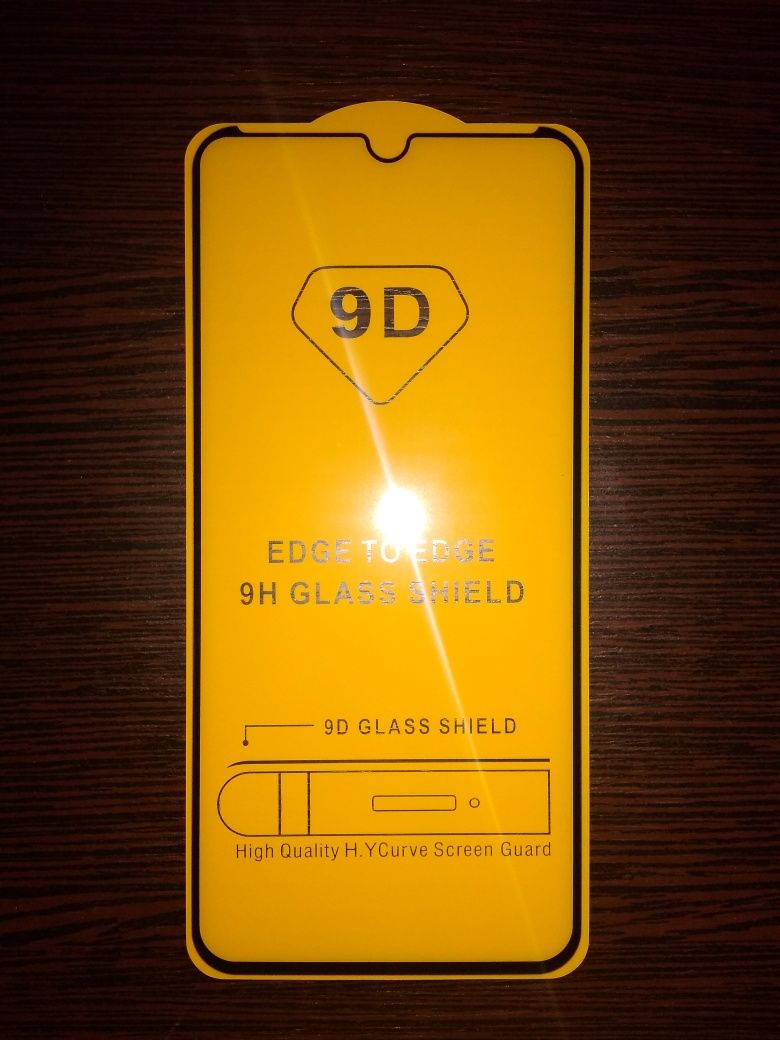 9D
EDGE TO EDGE
9H GLASS SHIELD
9D GLASS SHIELD
High Quality H.YCurve Screen Guard